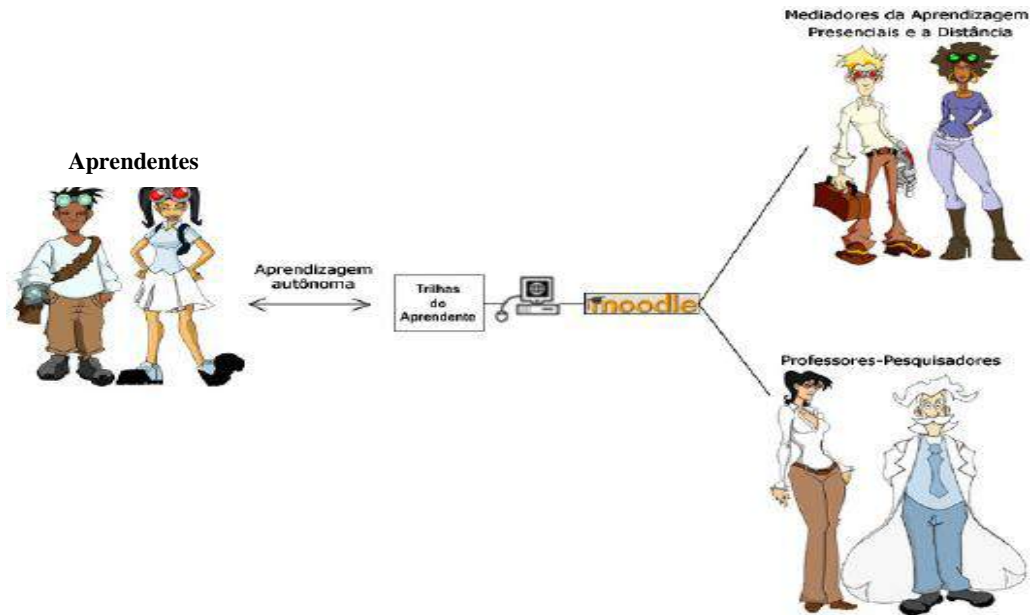 Mediadores da Aprendizagem
Presenciais e a Distância
Aprendentes
Aprendizagem
autônoma
Trilhas
do
Aprendente
moodle
Professores-Pesquisadores